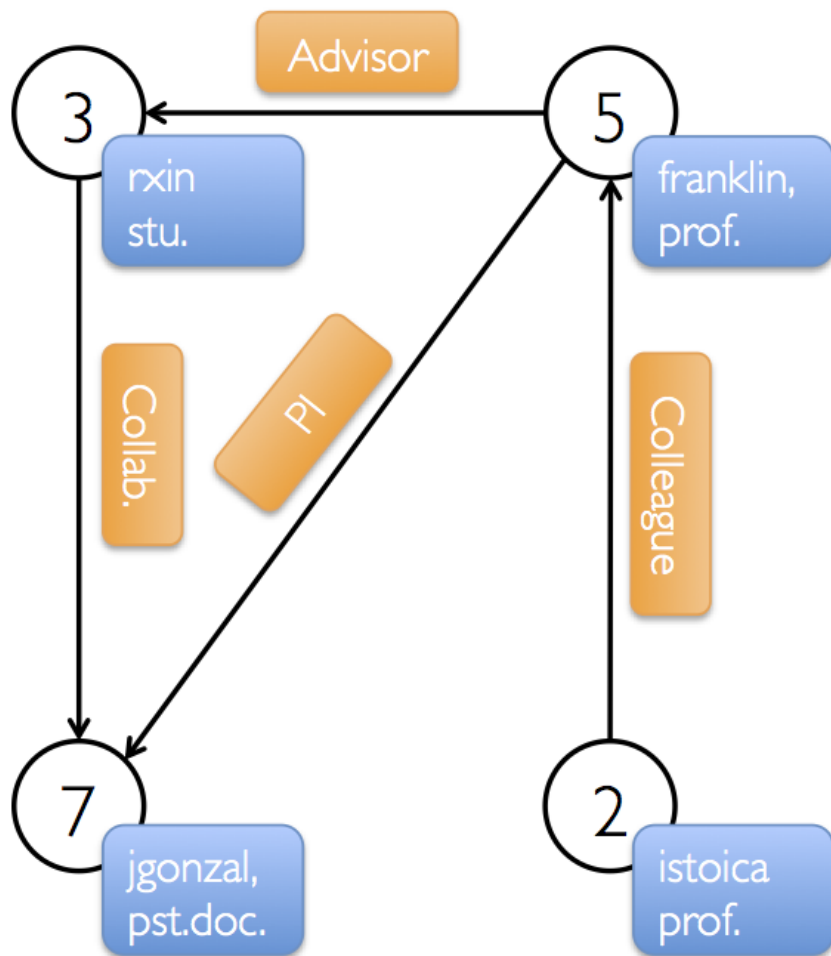 Advisor
3
5
rxin
stu.
franklin,
prof.
Collab.
PI
Colleague
7
2
jgonzal,
pst.doc.
istoica
prof.